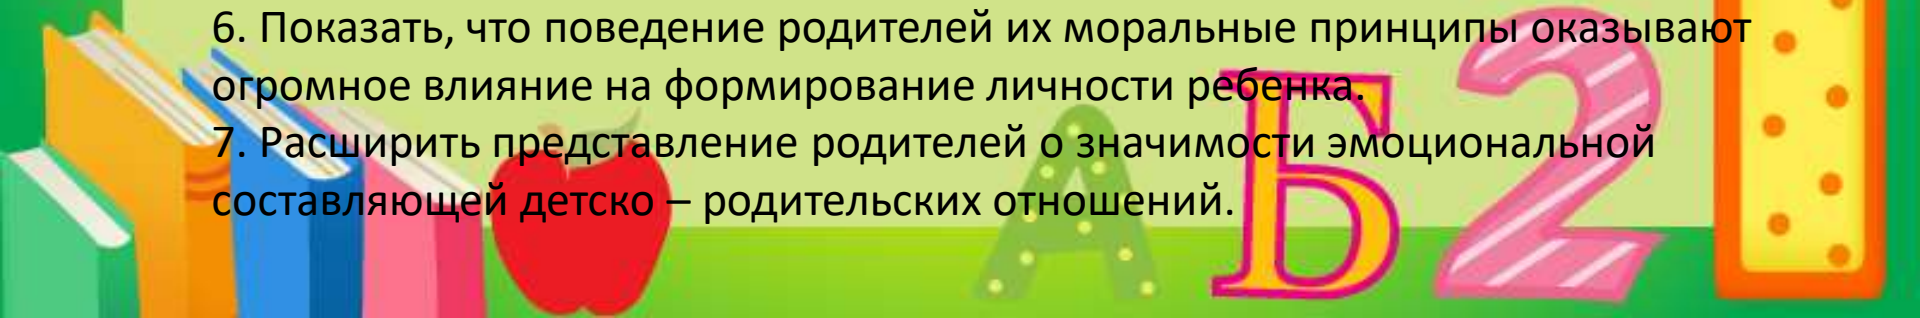 6. Показать, что поведение родителей их моральные принципы оказывают
огромное влияние на формирование личности ребенка.
7. Расширить представление родителей о значимости эмоциональной
составляющей детско – родительских отношений.
А Б 2